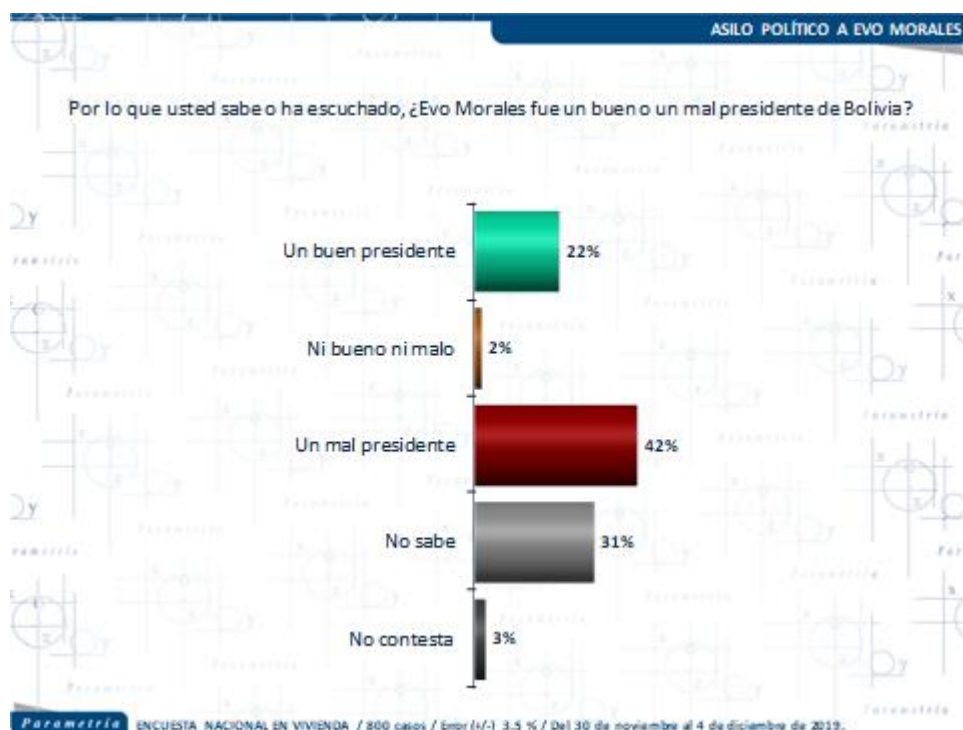 ASILO POLÍTICO A EVO MORALES
Por lo que usted sabe o ha escuchado, ¿Evo Morales fue un bueno un mal presidente de Bolivia?
Un buen presidente
22%
Ni bueno ni malo
2%
Un mal presidente
42%
No sabe
31%
No contesta
3%
Parametría ENCUESTA NACIONAL EN VIVIENDA / 800 casos / Error (+/-) 3.5 % / Del 30 de noviembre al 4 de diciembre de 2019.